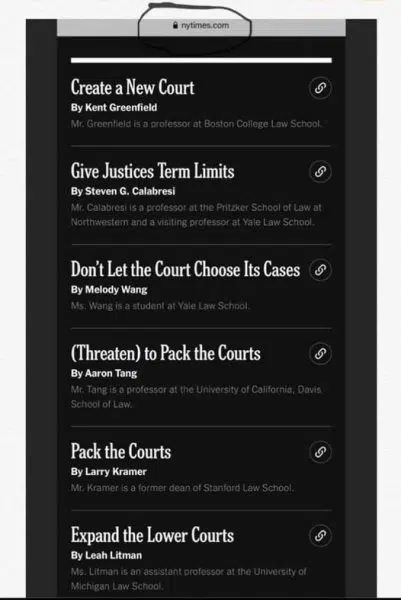 nytimes.com
Create a New Court
By Kent Greenfield
Mr. Greenfield is a professor at Boston College Law School.
Give Justices Term Limits
By Steven G. Calabresi
Mr. Calabresi is a professor at the Pritzker School of Law at
Northwestern and a visiting professor at Yale Law School.
Don’t Let the Court Choose Its Cases
By Melody Wang
Ms. Wang is a student at Yale Law School.
(Threaten) to Pack the Courts
By Aaron Tang
Mr. Tang is a professor at the University of California, Davis
School of Law.
Pack the Courts
By Larry Kramer
Mr. Kramer is a former dean of Stanford Law School.
Expand the Lower Courts
By Leah Litman
Ms. Litman is an assistant professor at the University of
Michigan Law School.